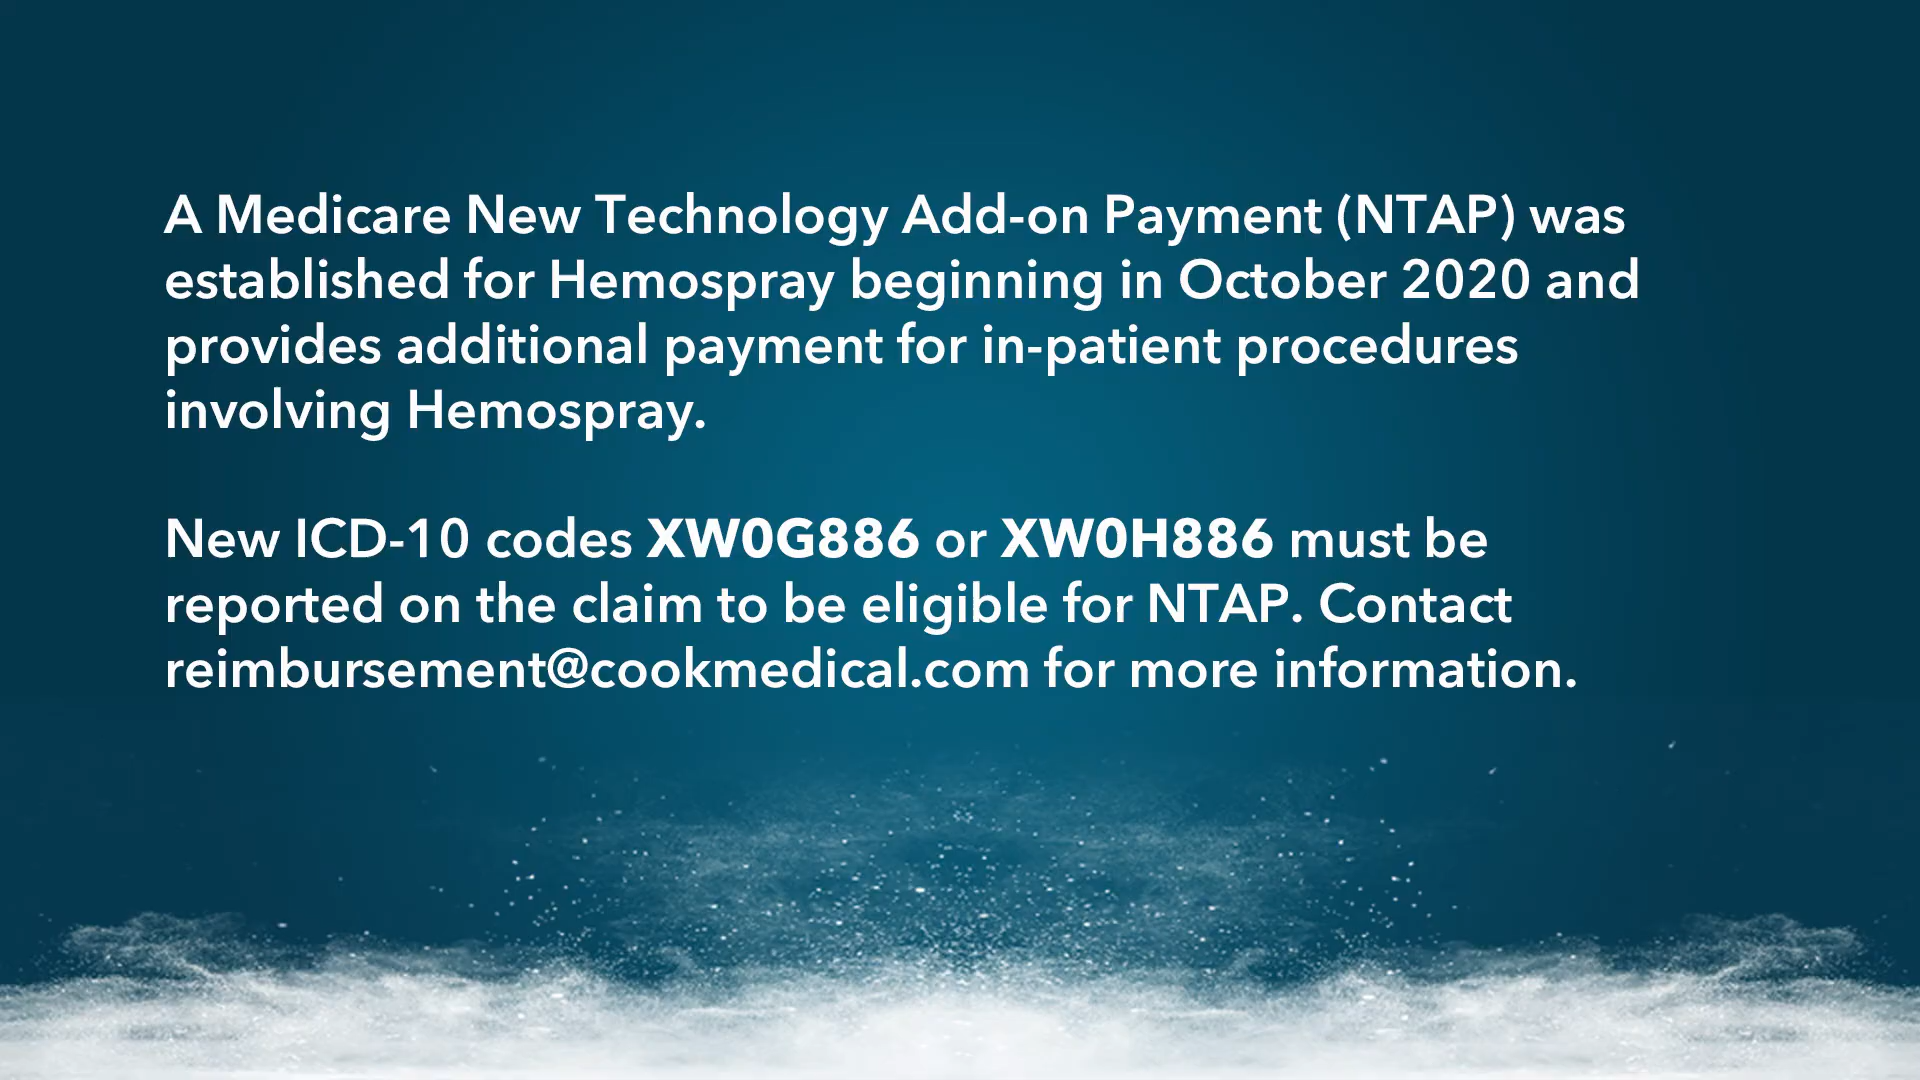 A Medicare New Technology Add-on Payment (NTAP) was
established for Hemospray beginning in October 2020 and
provides additional payment for in-patient procedures
involving Hemospray.
New ICD-10 codes XW0G886 or XW0H886 must be
reported on the claim to be eligible for NTAP. Contact
reimbursement@cookmedical.com for more information.